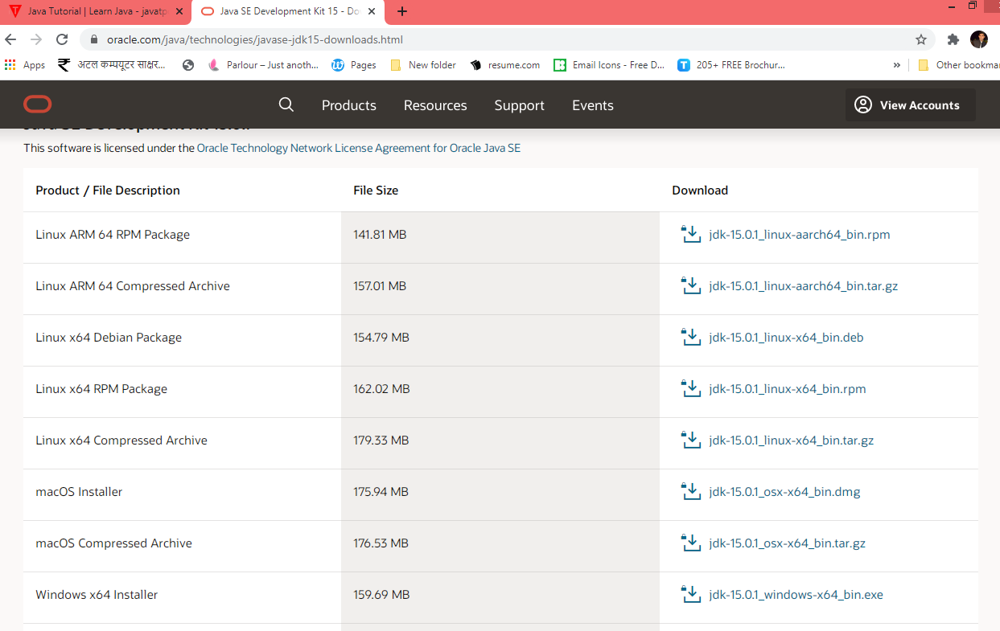 Java Tutorial | Learn Java - javatp
Java SE Development Kit 15 - Do
oracle.com/java/technologies/javase-jdk15-downloads.html
Apps
अटल कम्पयूटर साक्षर...
Parlour – Just anoth...
Pages
New folder
resume.com
Email Icons - Free D...
205+ FREE Brochur...
»
Other bookma
Products Resources Support Events
View Accounts
Java SE Development Kit 15.0.1
This software is licensed under the Oracle Technology Network License Agreement for Oracle Java SE
Product / File Description File Size Download
Linux ARM 64 RPM Package 141.81 MB jdk-15.0.1_linux-aarch64_bin.rpm
Linux ARM 64 Compressed Archive 157.01 MB jdk-15.0.1_linux-aarch64_bin.tar.gz
Linux x64 Debian Package 154.79 MB jdk-15.0.1_linux-x64_bin.deb
Linux x64 RPM Package 162.02 MB jdk-15.0.1_linux-x64_bin.rpm
Linux x64 Compressed Archive 179.33 MB jdk-15.0.1_linux-x64_bin.tar.gz
macOS Installer 175.94 MB jdk-15.0.1_osx-x64_bin.dmg
macOS Compressed Archive 176.53 MB jdk-15.0.1_osx-x64_bin.tar.gz
Windows x64 Installer 159.69 MB jdk-15.0.1_windows-x64_bin.exe